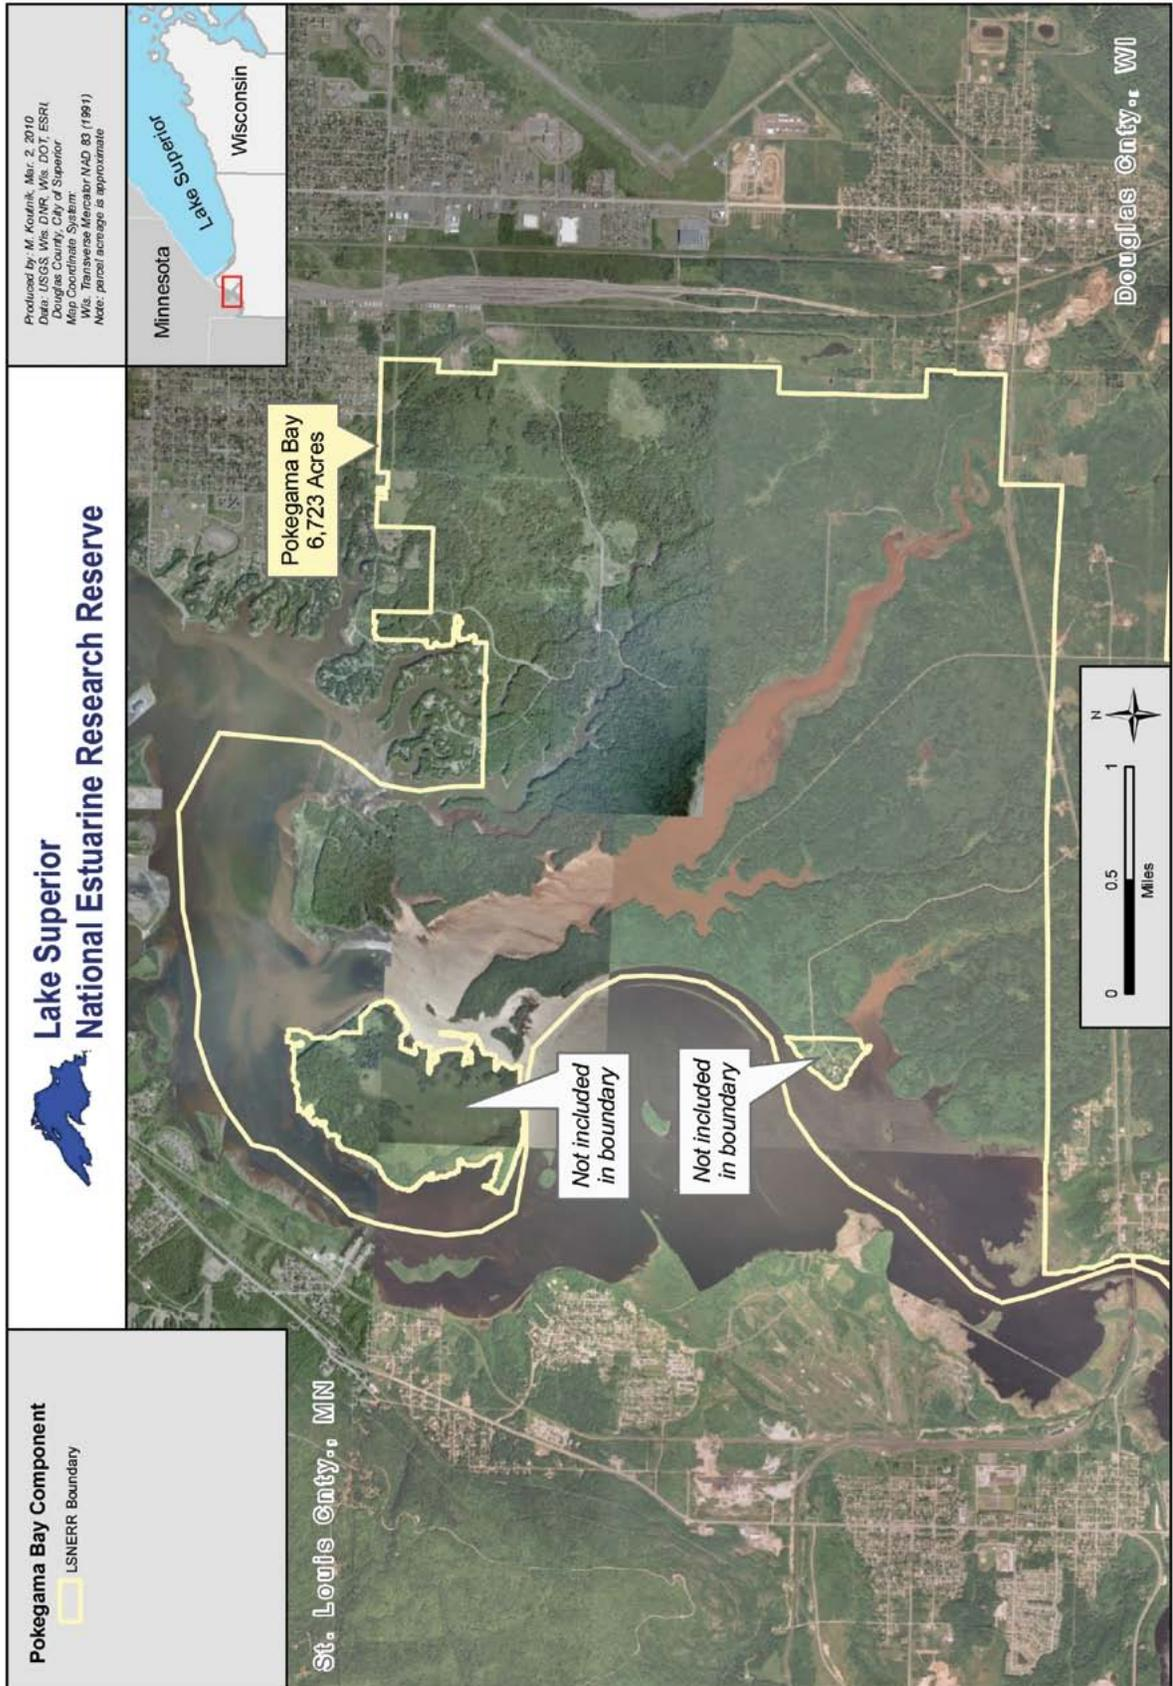 Pokegama Bay Component
LSNERR Boundary
Lake Superior
National Estuarine Research Reserve
Produced by: M. Koutnik, Mar. 2, 2010
Data: USGS, Wis. DNR, Wis. DOT, ESRI,
Douglas County, City of Superior
Map Coordinate System:
Wis. Transverse Mercator NAD 83 (1991)
Note: parcel acreage is approximate
Minnesota
Lake Superior
Wisconsin
Pokegama Bay
6,723 Acres
St. Louis Cnty., MN
Not included
in boundary
Not included
in boundary
N
0 0.5 1
Miles
Douglas Cnty., WI